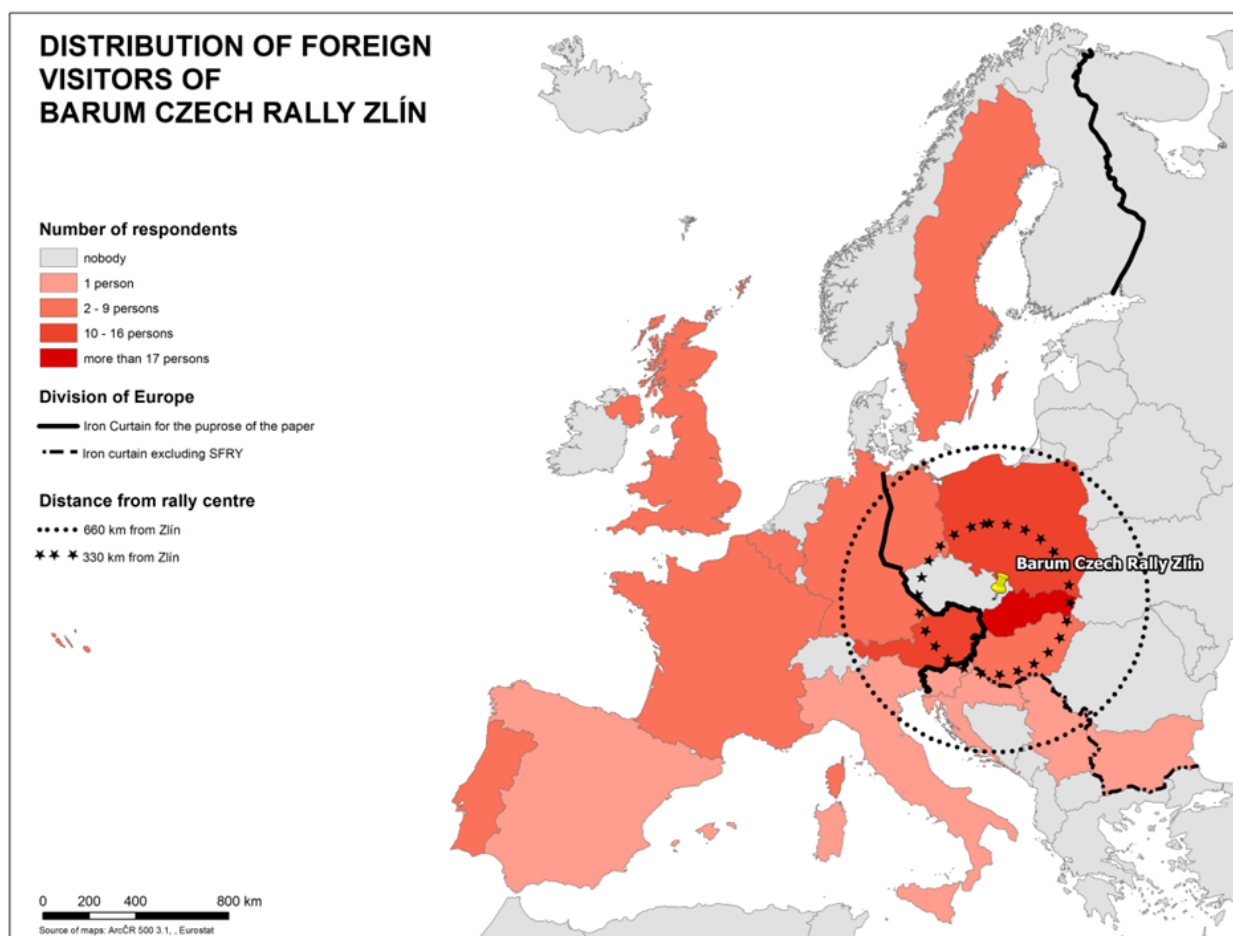 DISTRIBUTION OF FOREIGN
VISITORS OF
BARUM CZECH RALLY ZLÍN
Number of respondents
nobody
1 person
2 - 9 persons
10 - 16 persons
more than 17 persons
Division of Europe
Iron Curtain for the puprose of the paper
Iron curtain excluding SFRY
Distance from rally centre
660 km from Zlín
330 km from Zlín
Barum Czech Rally Zlín
0 200 400 800 km
Source of maps: ArcČR 500 3.1, , Eurostat